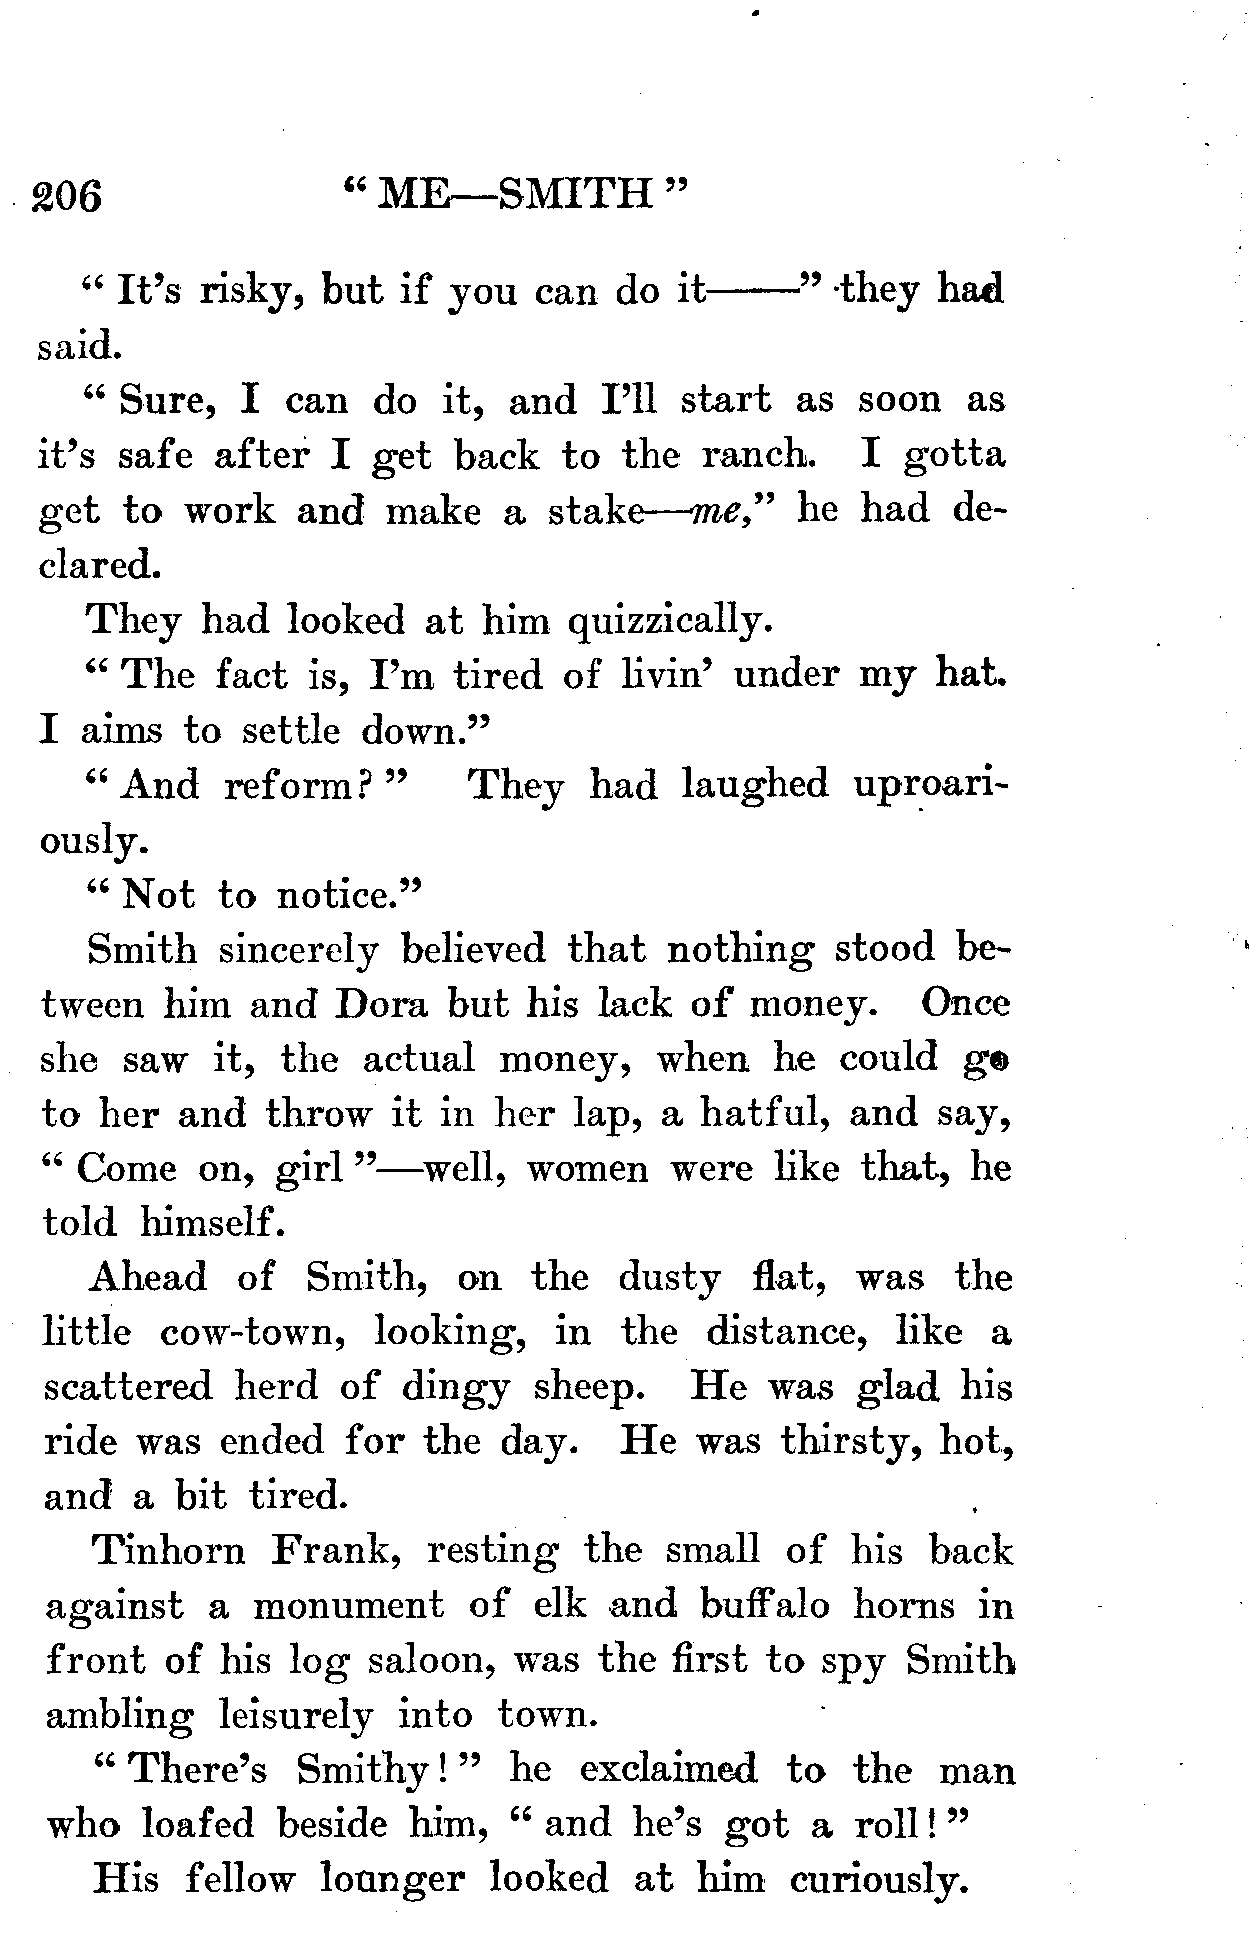 206 “ ME—SMITH ”
“ It’s risky, but if you can do it——” they had
said.
“ Sure, I can do it, and I’ll start as soon as
it’s safe after I get back to the ranch. I gotta
get to work and make a stake—me,” he had de-
clared.
They had looked at him quizzically.
“ The fact is, I’m tired of livin’ under my hat.
I aims to settle down.”
“ And reform? ” They had laughed uproari-
ously.
“ Not to notice.”
Smith sincerely believed that nothing stood be-
tween him and Dora but his lack of money. Once
she saw it, the actual money, when he could go
to her and throw it in her lap, a hatful, and say,
“ Come on, girl ”—well, women were like that, he
told himself.
Ahead of Smith, on the dusty flat, was the
little cow-town, looking, in the distance, like a
scattered herd of dingy sheep. He was glad his
ride was ended for the day. He was thirsty, hot,
and a bit tired.
Tinhorn Frank, resting the small of his back
against a monument of elk and buffalo horns in
front of his log saloon, was the first to spy Smith
ambling leisurely into town.
“ There’s Smithy! ” he exclaimed to the man
who loafed beside him, “ and he’s got a roll! ”
His fellow lounger looked at him curiously.